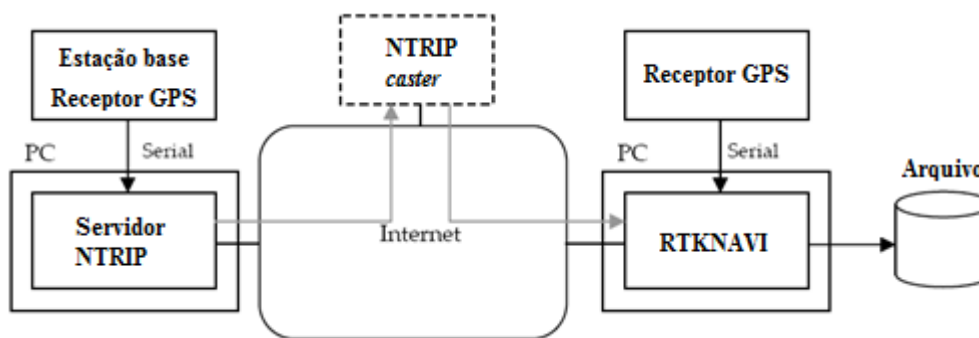 Estação base
Receptor GPS
NTRIP
caster
Receptor GPS
PC
Serial
PC
Serial
Arquivo
Servidor
NTRIP
Internet
RTKNAVI